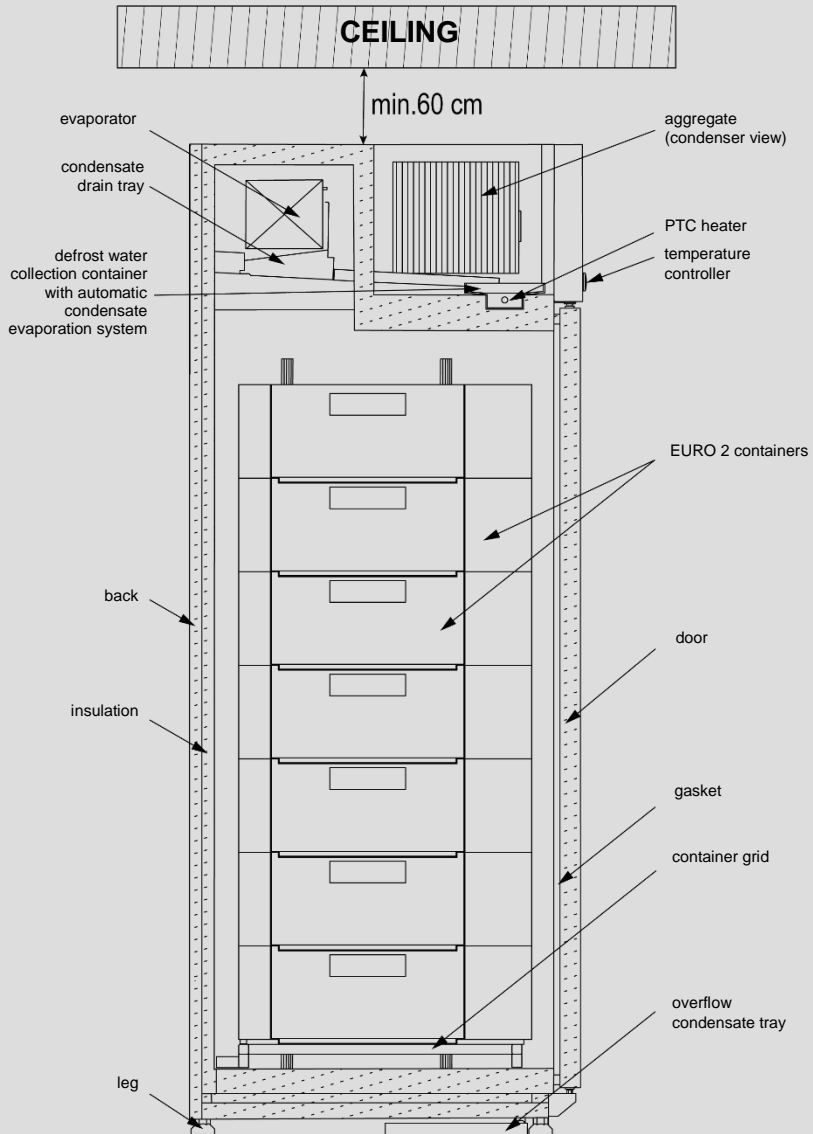 CEILING
min.60 cm
evaporator
condensate
drain tray
defrost water
collection container
with automatic
condensate
evaporation system
back
insulation
leg
aggregate
(condenser view)
PTC heater
temperature
controller
EURO 2 containers
door
gasket
container grid
overflow
condensate tray